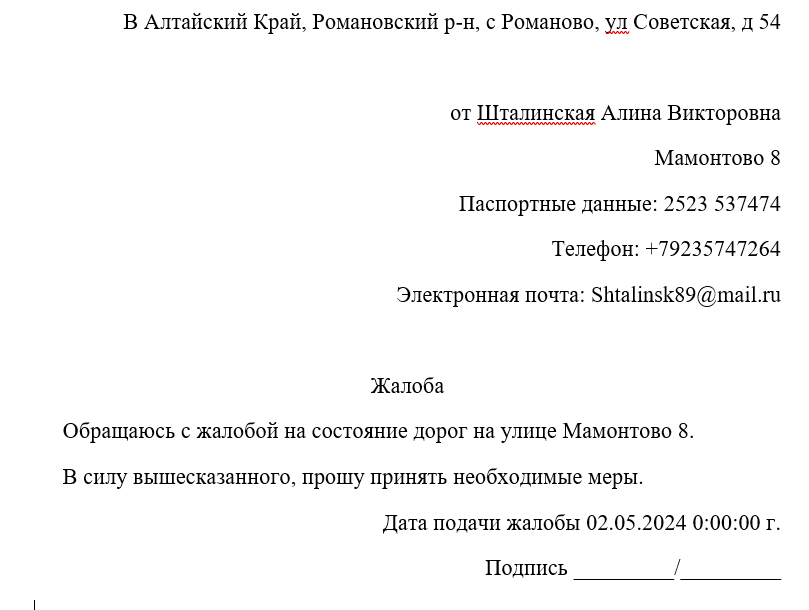 В Алтайский Край, Романовский р-н, с Романово, ул Советская, д 54
от Шталинская Алина Викторовна
Мамонтово 8
Паспортные данные: 2523 537474
Телефон: +79235747264
Электронная почта: Shtalinsk89@mail.ru
Жалоба
Обращаюсь с жалобой на состояние дорог на улице Мамонтово 8.
В силу вышесказанного, прошу принять необходимые меры.
Дата подачи жалобы 02.05.2024 0:00:00 г.
Подпись _________/_________